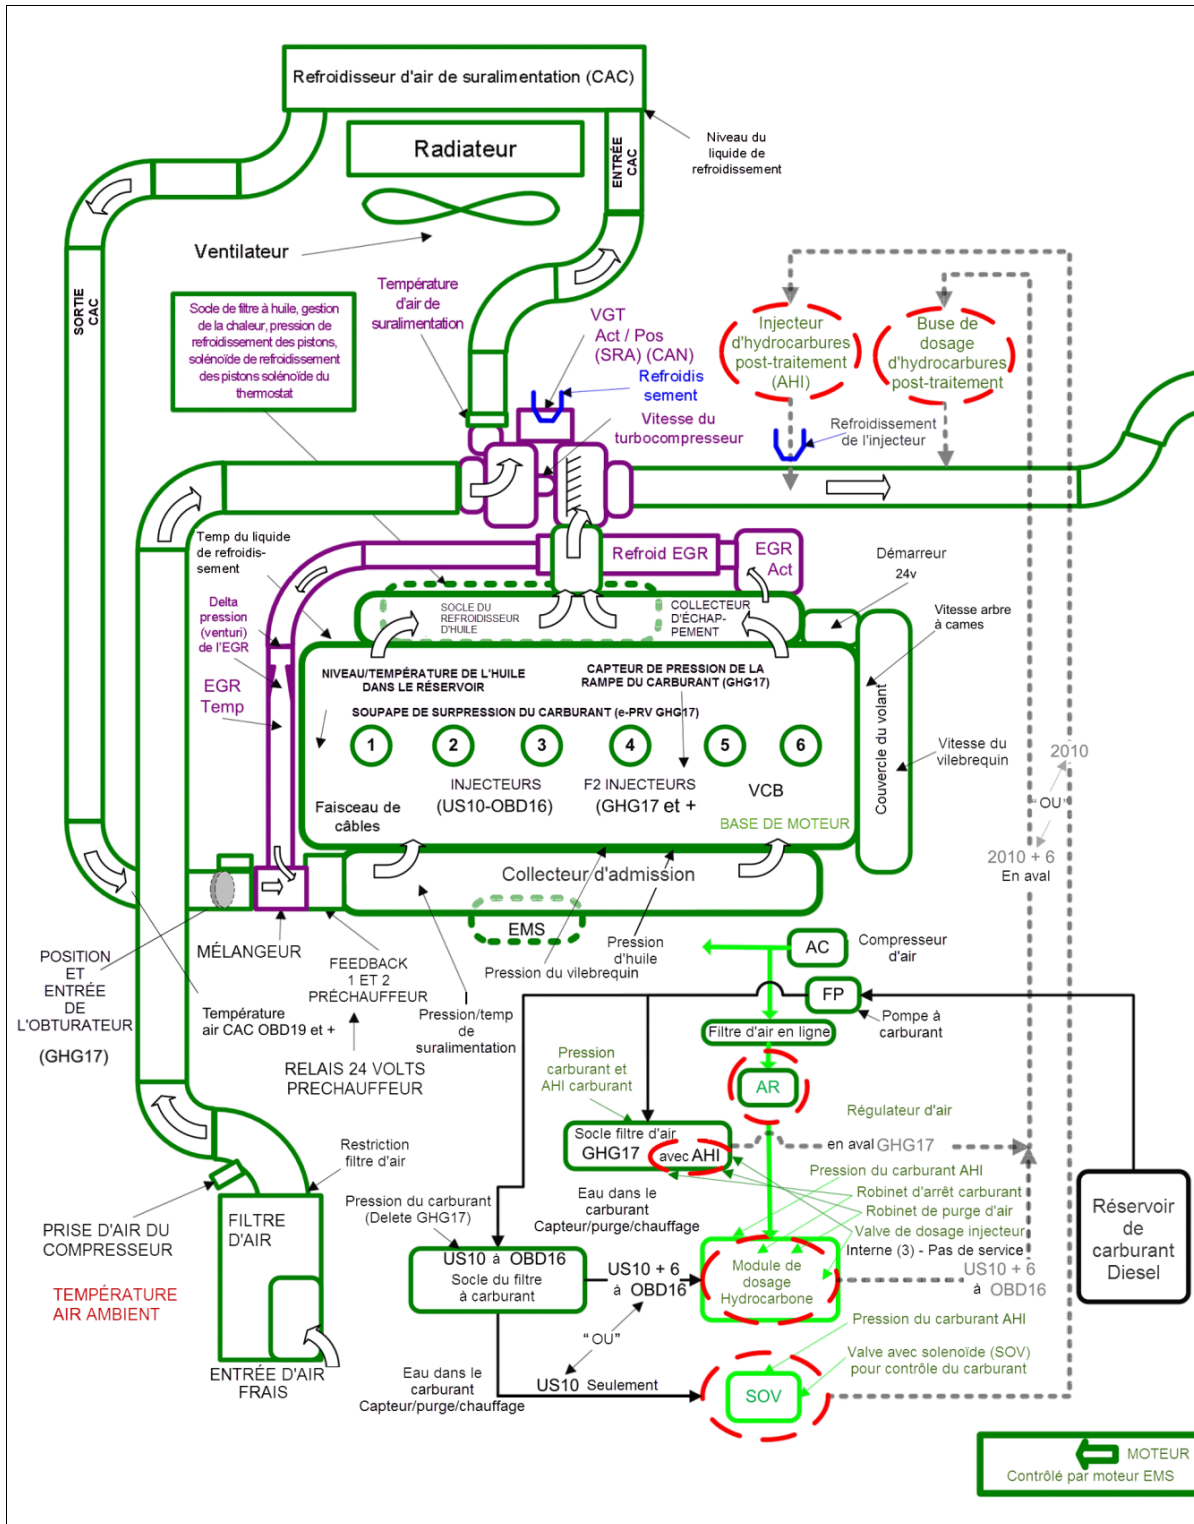 Refroidisseur d'air de suralimentation (CAC)
Radiateur
ENTRÉE
CAC
Niveau du
liquide de
refroidissement
Ventilateur
SORTIE
CAC
Socle de filtre à huile, gestion
de la chaleur, pression de
refroidissement des pistons,
solénoïde de refroidissement
des pistons solénoïde du
thermostat
Température
d'air de
suralimentation
VGT
Act / Pos
(SRA) (CAN)
Refroidis
sement
Vitesse du
turbocompresseur
Injecteur
d'hydrocarbures
post-traitement
(AHI)
Buse de
dosage
d'hydrocarbures
post-traitement
Refroidissement
de l'injecteur
Temp du liquide
de refroidis-
sement
Refroid EGR
EGR
Act
Démarreur
24v
Delta
pression
(venturi)
de l'EGR
SOCLE DU
REFROIDISSEUR
D'HUILE
COLLECTEUR
D'ÉCHAP-
PEMENT
Vitesse arbre
à cames
EGR
Temp
NIVEAU/TEMPÉRATURE DE L'HUILE
DANS LE RÉSERVOIR
CAPTEUR DE PRESSION DE LA
RAMPE DU CARBURANT (GHG17)
SOUPAPE DE SURPRESSION DU CARBURANT (e-PRV GHG17)
1 2 3 4 5 6
Couvercle du volant
Vitesse du
vilebrequin
2010
"OU"
2010 + 6
En aval
INJECTEURS
(US10-OBD16)
F2 INJECTEURS
(GHG17 et +
VCB
Faisceau de
câbles
BASE DE MOTEUR
Collecteur d'admission
EMS
MÉLANGEUR
POSITION
ET
ENTRÉE
DE
L'OBTURATEUR
(GHG17)
FEEDBACK
1 ET 2
PRÉCHAUFFEUR
Température
air CAC OBD19 et +
RELAIS 24 VOLTS
PRECHAUFFEUR
Pression/temp
de
suralimentation
Pression du vilebrequin
Pression
d'huile
AC
Compresseur
d'air
FP
Pompe à
carburant
Filtre d'air en ligne
AR
Régulateur d'air
Pression
carburant et
AHI carburant
Socle filtre d'air
GHG17
avec AHI
en aval GHG17
Restriction
filtre d'air
PRISE D'AIR DU
COMPRESSEUR
TEMPÉRATURE
AIR AMBIENT
FILTRE
D'AIR
ENTRÉE D'AIR
FRAIS
Pression du carburant
(Delete GHG17)
Eau dans le
carburant
Capteur/purge/chauffage
Pression du carburant AHI
Robinet d'arrêt carburant
Robinet de purge d'air
Valve de dosage injecteur
Interne (3) - Pas de service
US10 à OBD16
Socle du filtre
à carburant
US10 + 6
à OBD16
Module de
dosage
Hydrocarbone
US10 + 6
à OBD16
Réservoir
de
carburant
Diesel
"OU"
US10 Seulement
Eau dans le
carburant
Capteur/purge/chauffage
SOV
Pression du carburant AHI
Valve avec solenoïde (SOV)
pour contrôle du carburant
MOTEUR
Contrôlé par moteur EMS